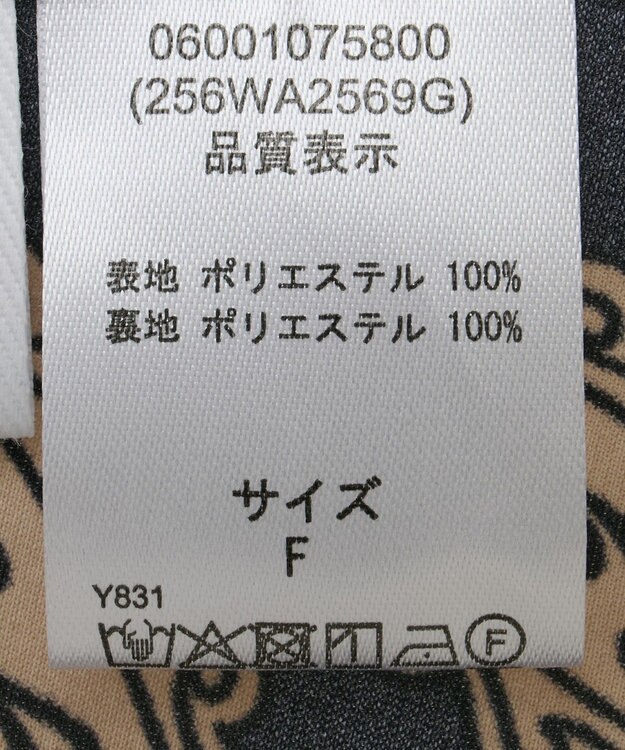 06001075800
(256WA2569G)
品質表示
表地 ポリエステル 100%
裏地 ポリエステル 100%
サイズ
F
Y831
F